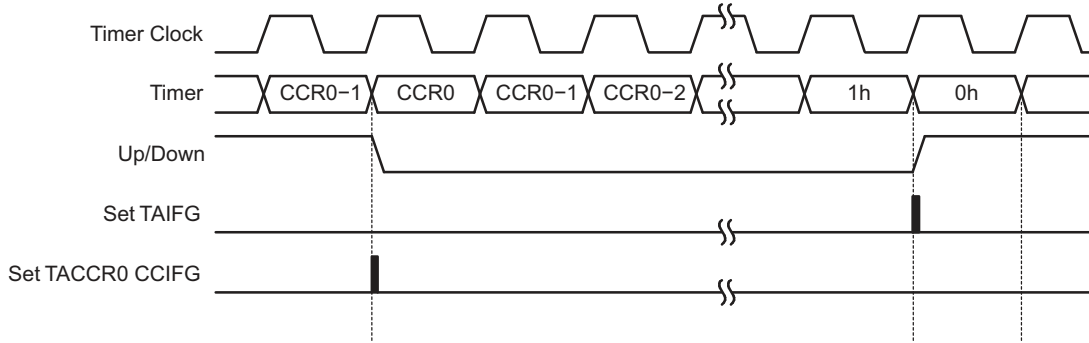 Timer Clock
Timer
CCR0−1
CCR0
CCR0−1
CCR0−2
1h
0h
Up/Down
Set TAIFG
Set TACCR0 CCIFG